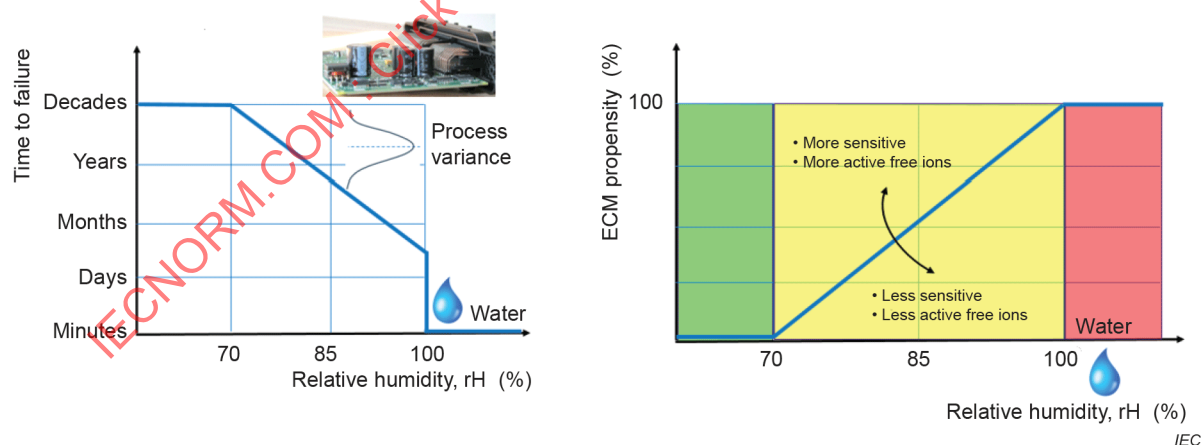 Time to failure
Decades
Years
Months
Days
Minutes
70
85
100
Relative humidity, rH (%)
Process
variance
Water
IECNORM.COM : Click
ECM propensity (%)
100
• More sensitive
• More active free ions
• Less sensitive
• Less active free ions
Water
70
85
100
Relative humidity, rH (%)
IEC